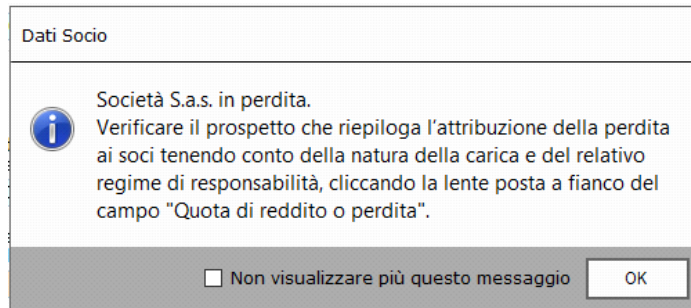 Dati Socio
Società S.a.s. in perdita.
Verificare il prospetto che riepiloga l'attribuzione della perdita
ai soci tenendo conto della natura della carica e del relativo
regime di responsabilità, cliccando la lente posta a fianco del
campo "Quota di reddito o perdita".
Non visualizzare più questo messaggio
OK